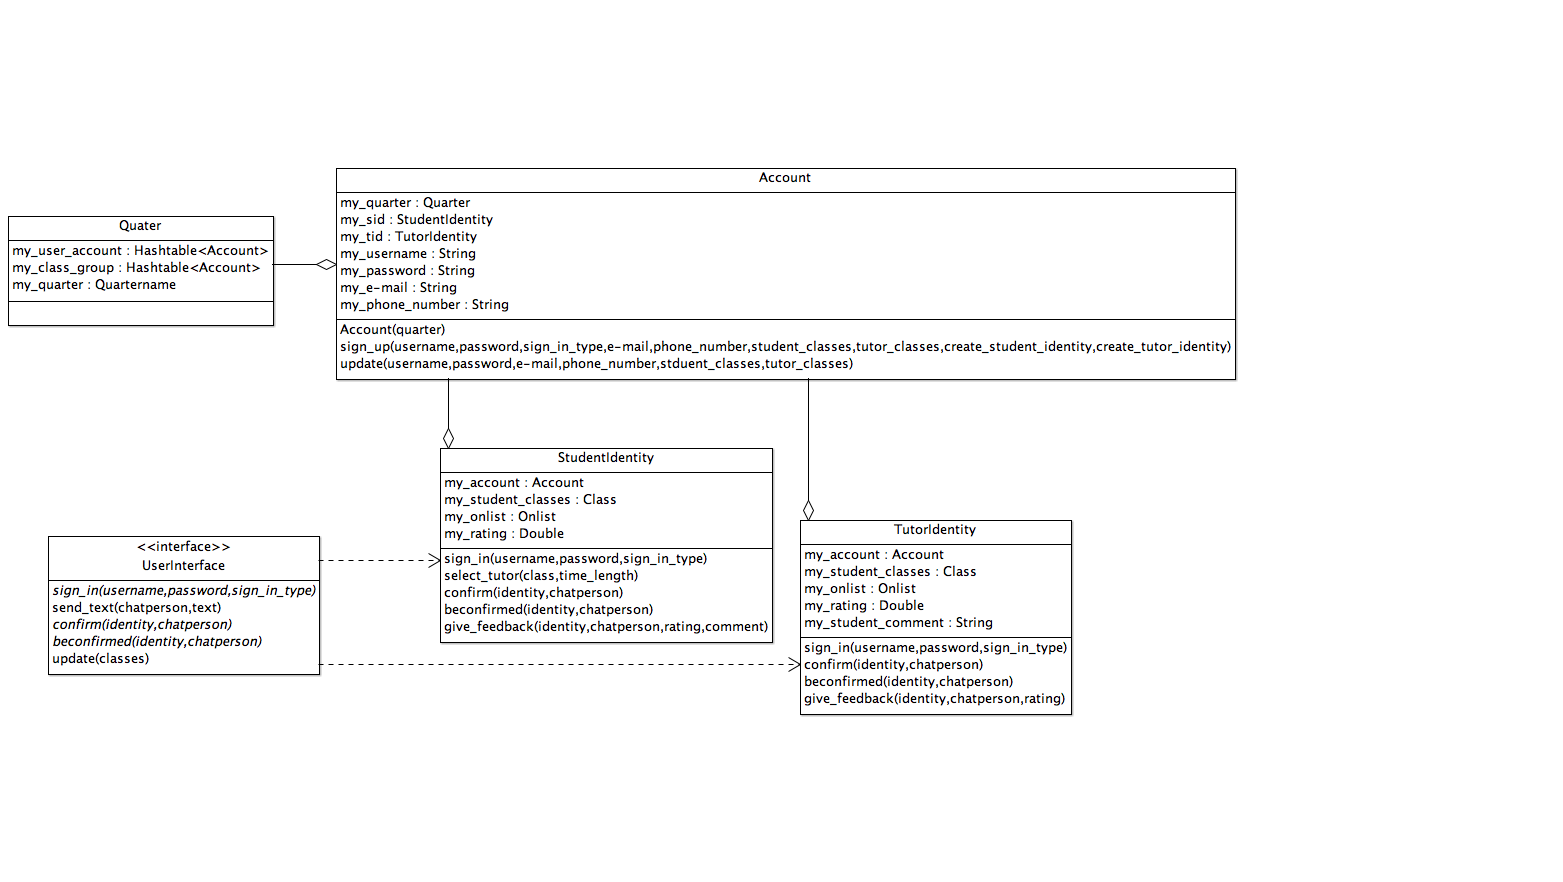 Account
my_quarter : Quarter
my_sid : StudentIdentity
my_tid : TutorIdentity
my_username : String
my_password : String
my_e-mail : String
my_phone_number : String
Account(quarter)
sign_up(username,password,sign_in_type,e-mail,phone_number,student_classes,tutor_classes,create_student_identity,create_tutor_identity)
update(username,password,e-mail,phone_number,stduent_classes,tutor_classes)
Quater
my_user_account : Hashtable<Account>
my_class_group : Hashtable<Account>
my_quarter : Quartername
StudentIdentity
my_account : Account
my_student_classes : Class
my_onlist : Onlist
my_rating : Double
sign_in(username,password,sign_in_type)
select_tutor(class,time_length)
confirm(identity,chatperson)
beconfirmed(identity,chatperson)
give_feedback(identity,chatperson,rating,comment)
TutorIdentity
my_account : Account
my_student_classes : Class
my_onlist : Onlist
my_rating : Double
my_student_comment : String
sign_in(username,password,sign_in_type)
confirm(identity,chatperson)
beconfirmed(identity,chatperson)
give_feedback(identity,chatperson,rating)
<<interface>>
UserInterface
sign_in(username,password,sign_in_type)
send_text(chatperson,text)
confirm(identity,chatperson)
beconfirmed(identity,chatperson)
update(classes)